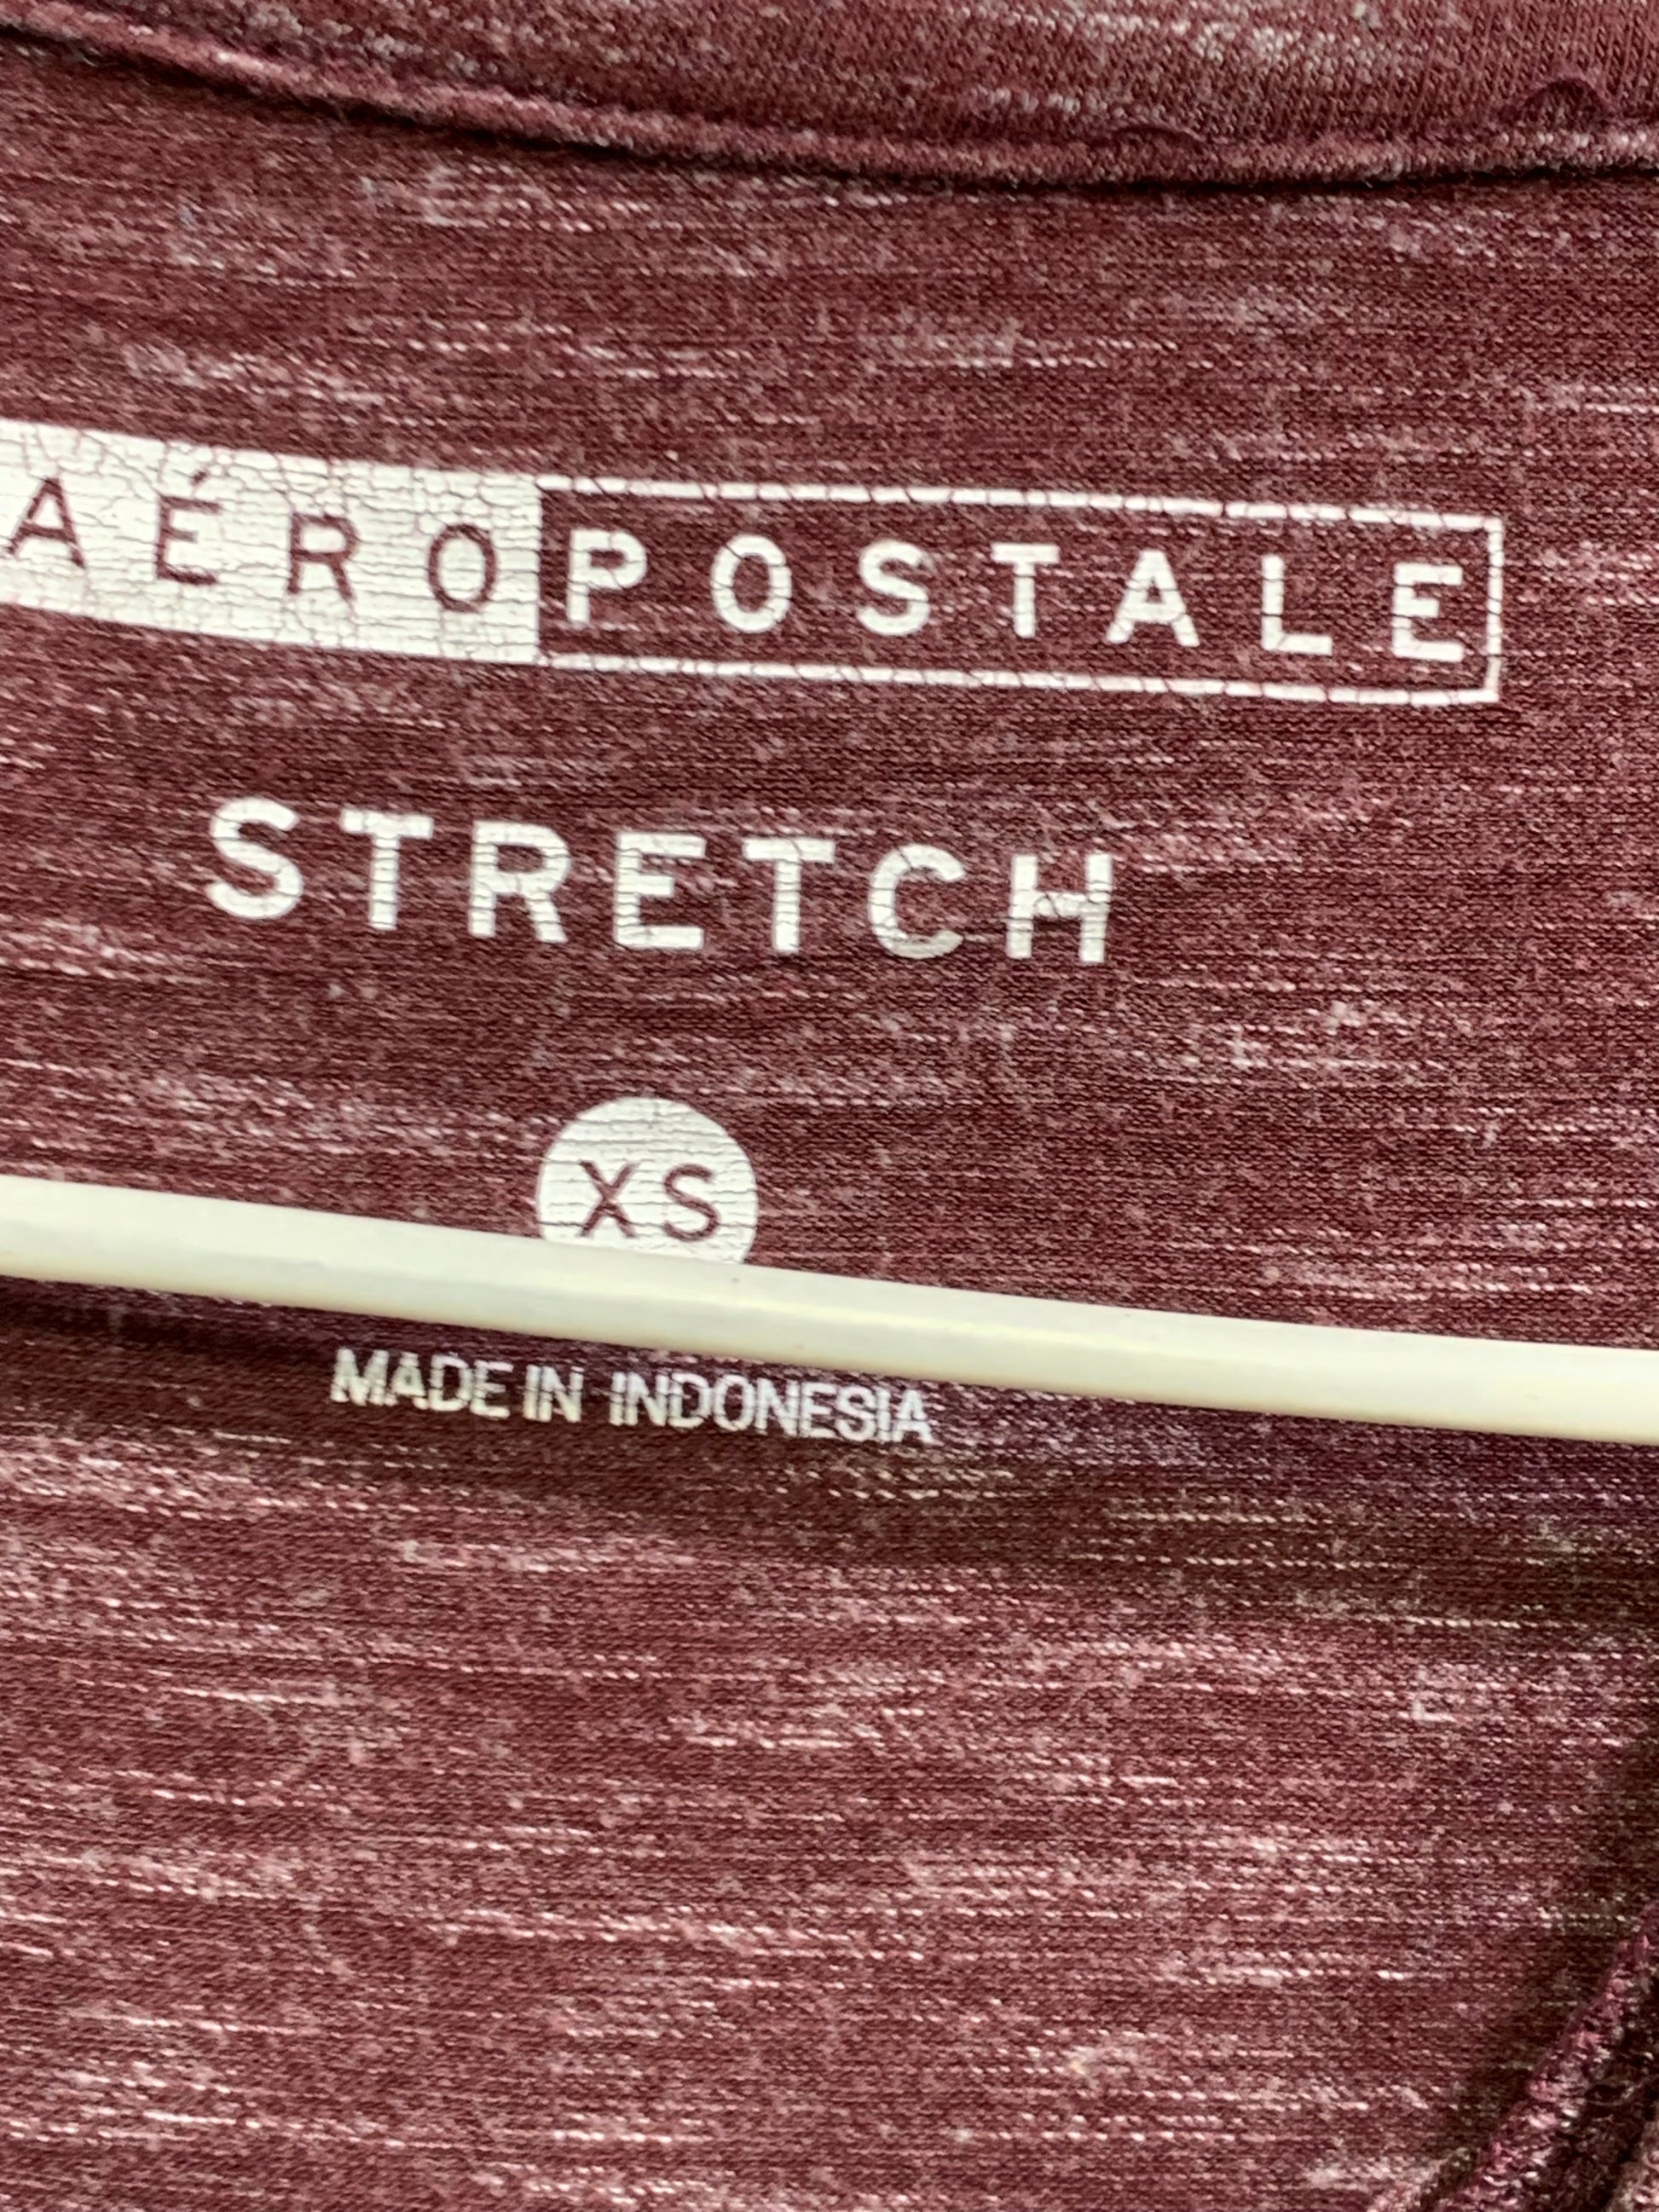 AÉROPOSTALE
STRETCH
XS
MADE IN INDONESIA